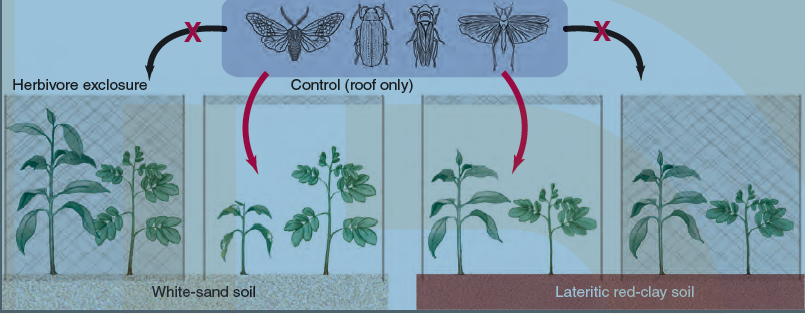 X
X
Herbivore exclosure
Control (roof only)
White-sand soil
Lateritic red-clay soil